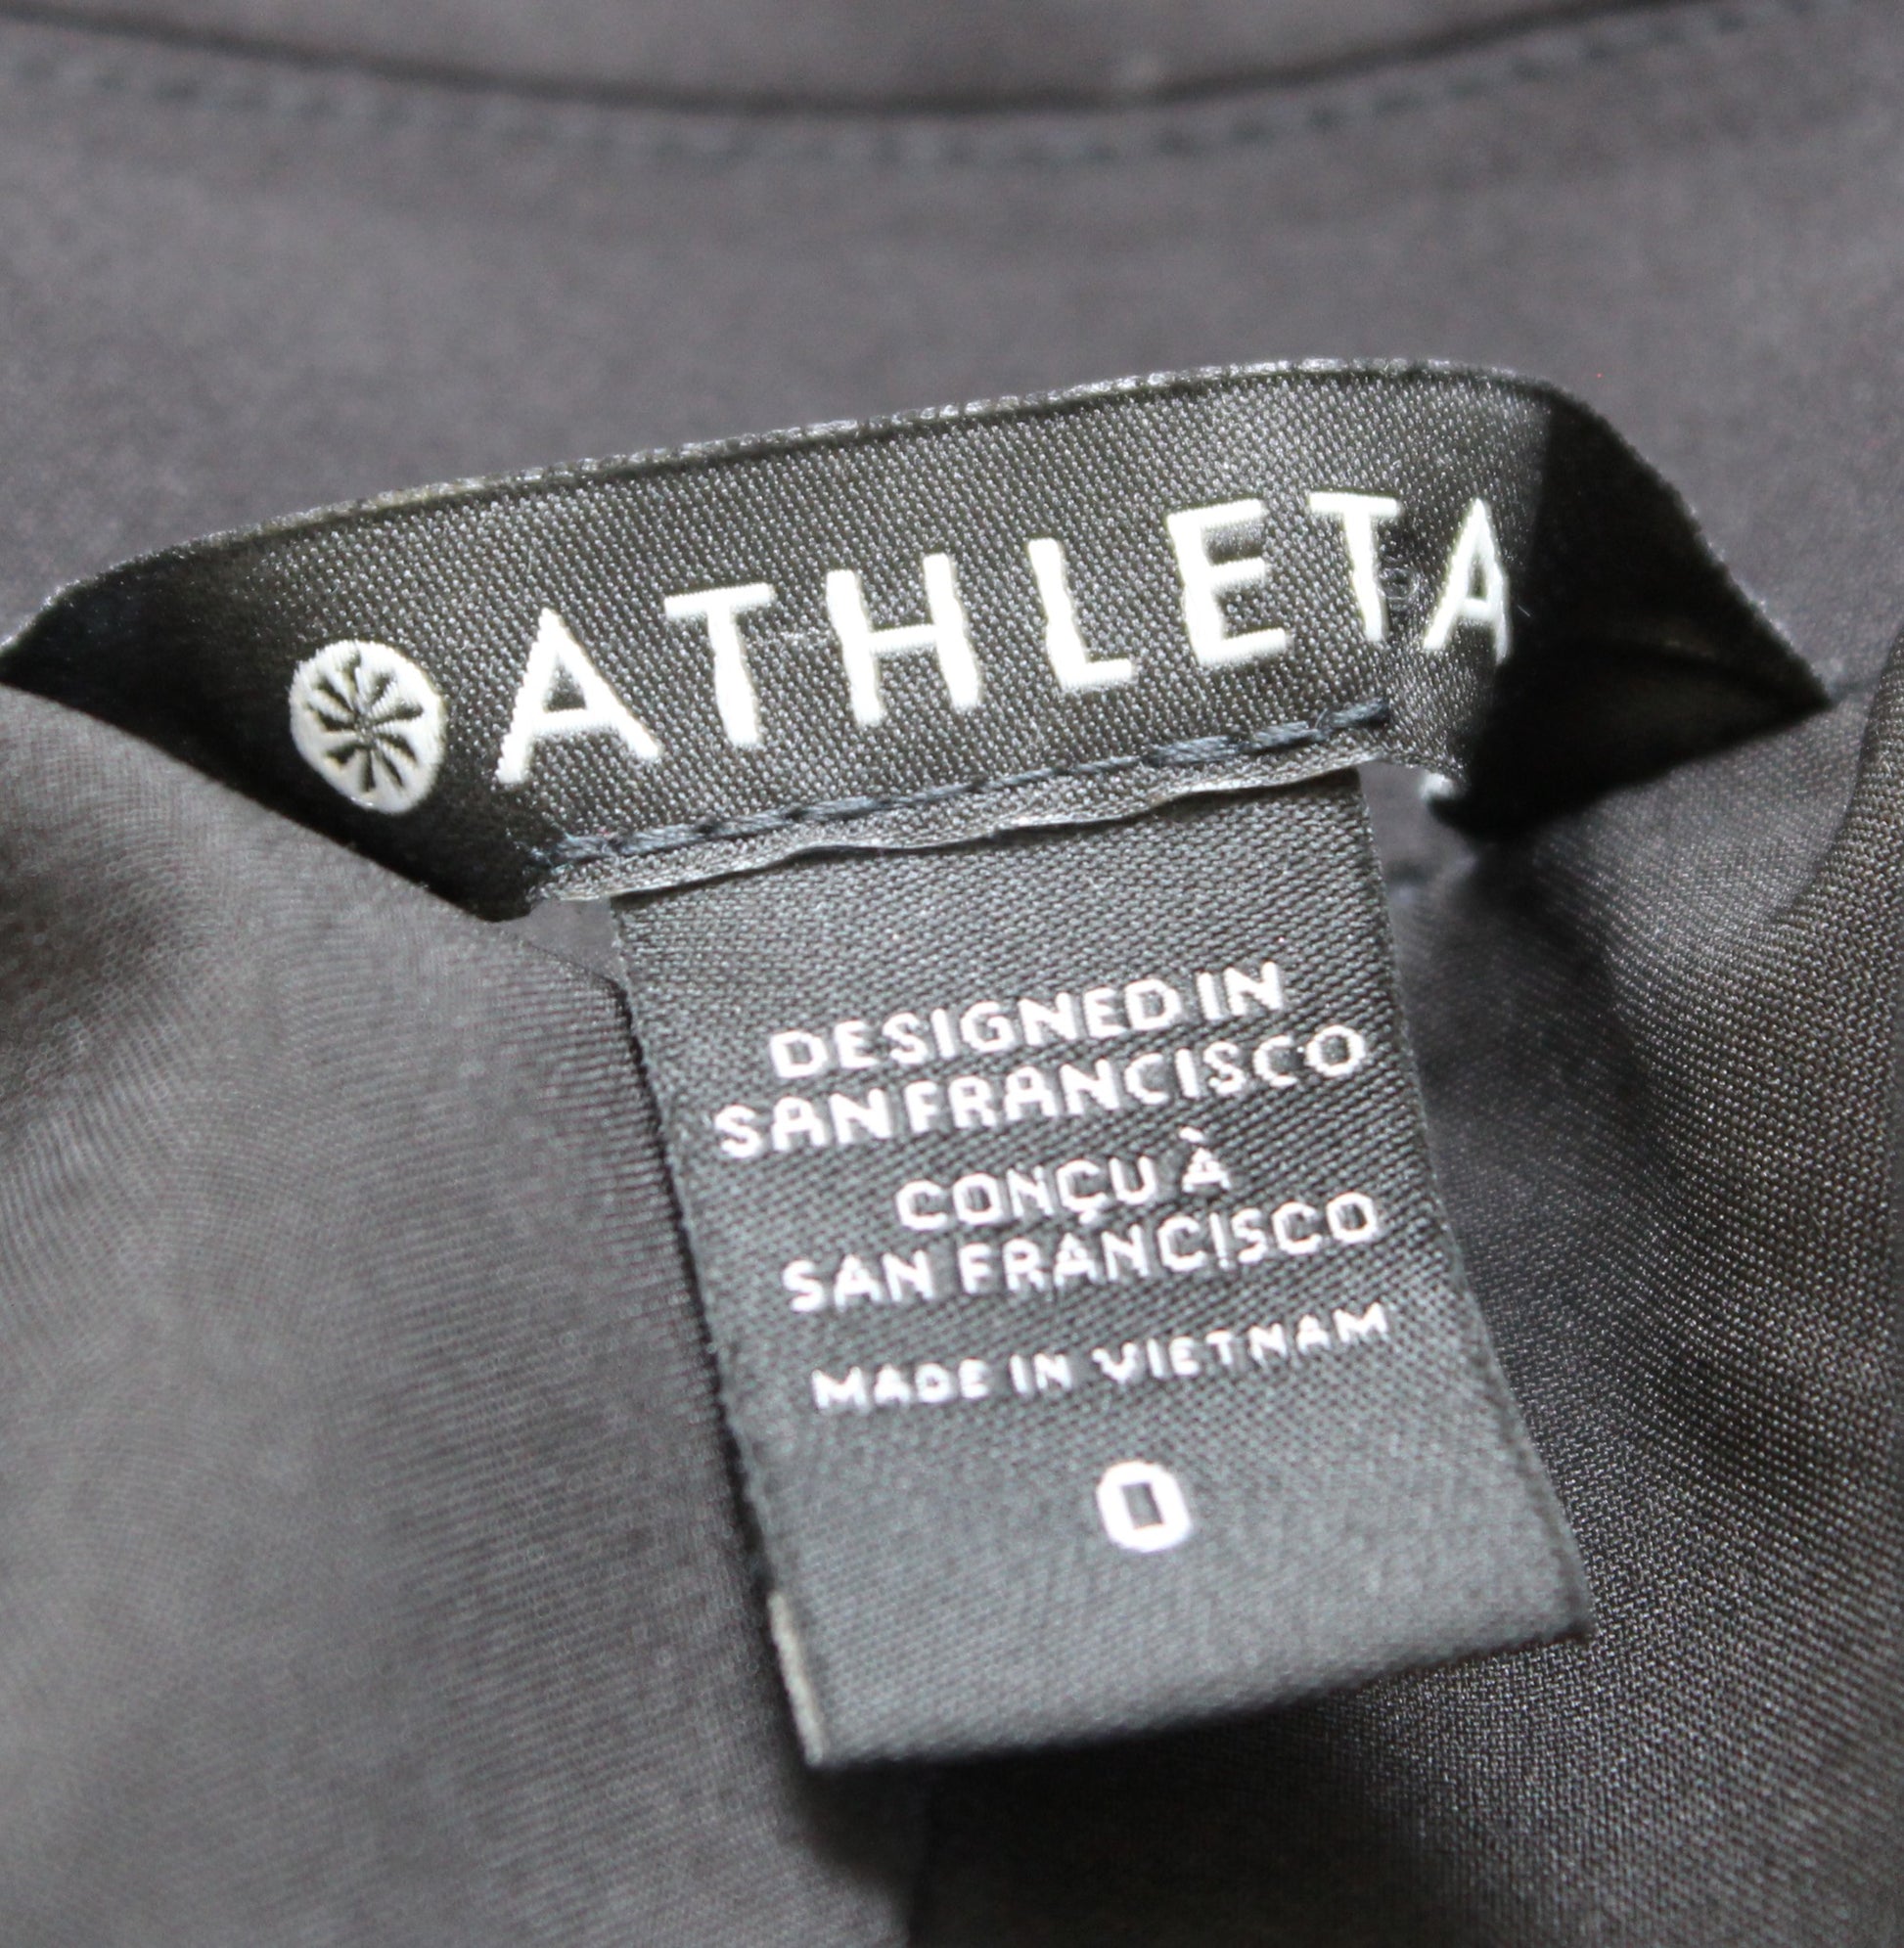 ATHLETA
DESIGNED IN
SAN FRANCISCO
CONÇU À
SAN FRANCISCO
MADE IN VIETNAM
0